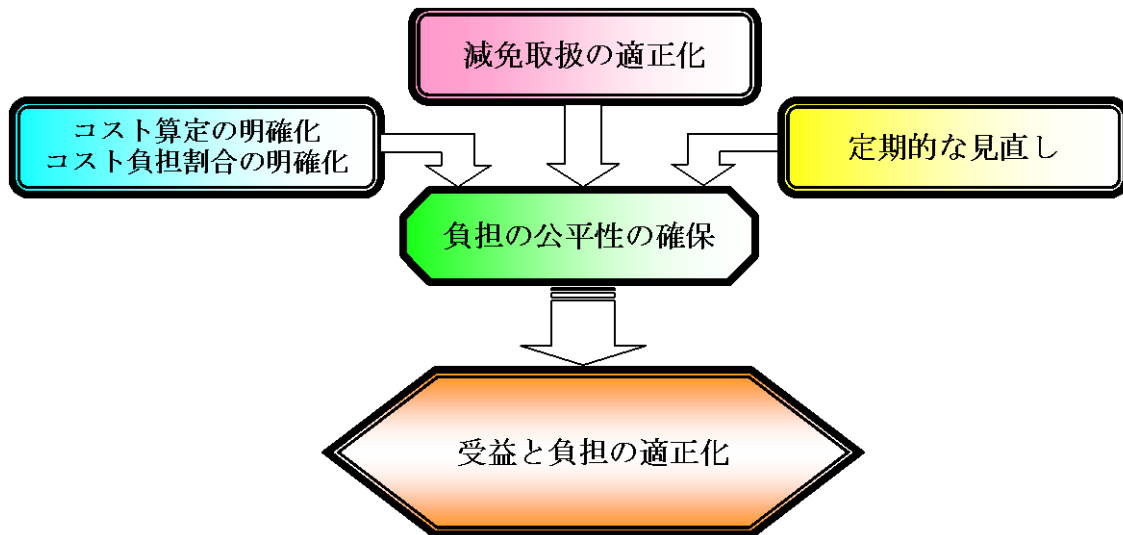 減免取扱の適正化
コスト算定の明確化
コスト負担割合の明確化
定期的な見直し
負担の公平性の確保
受益と負担の適正化